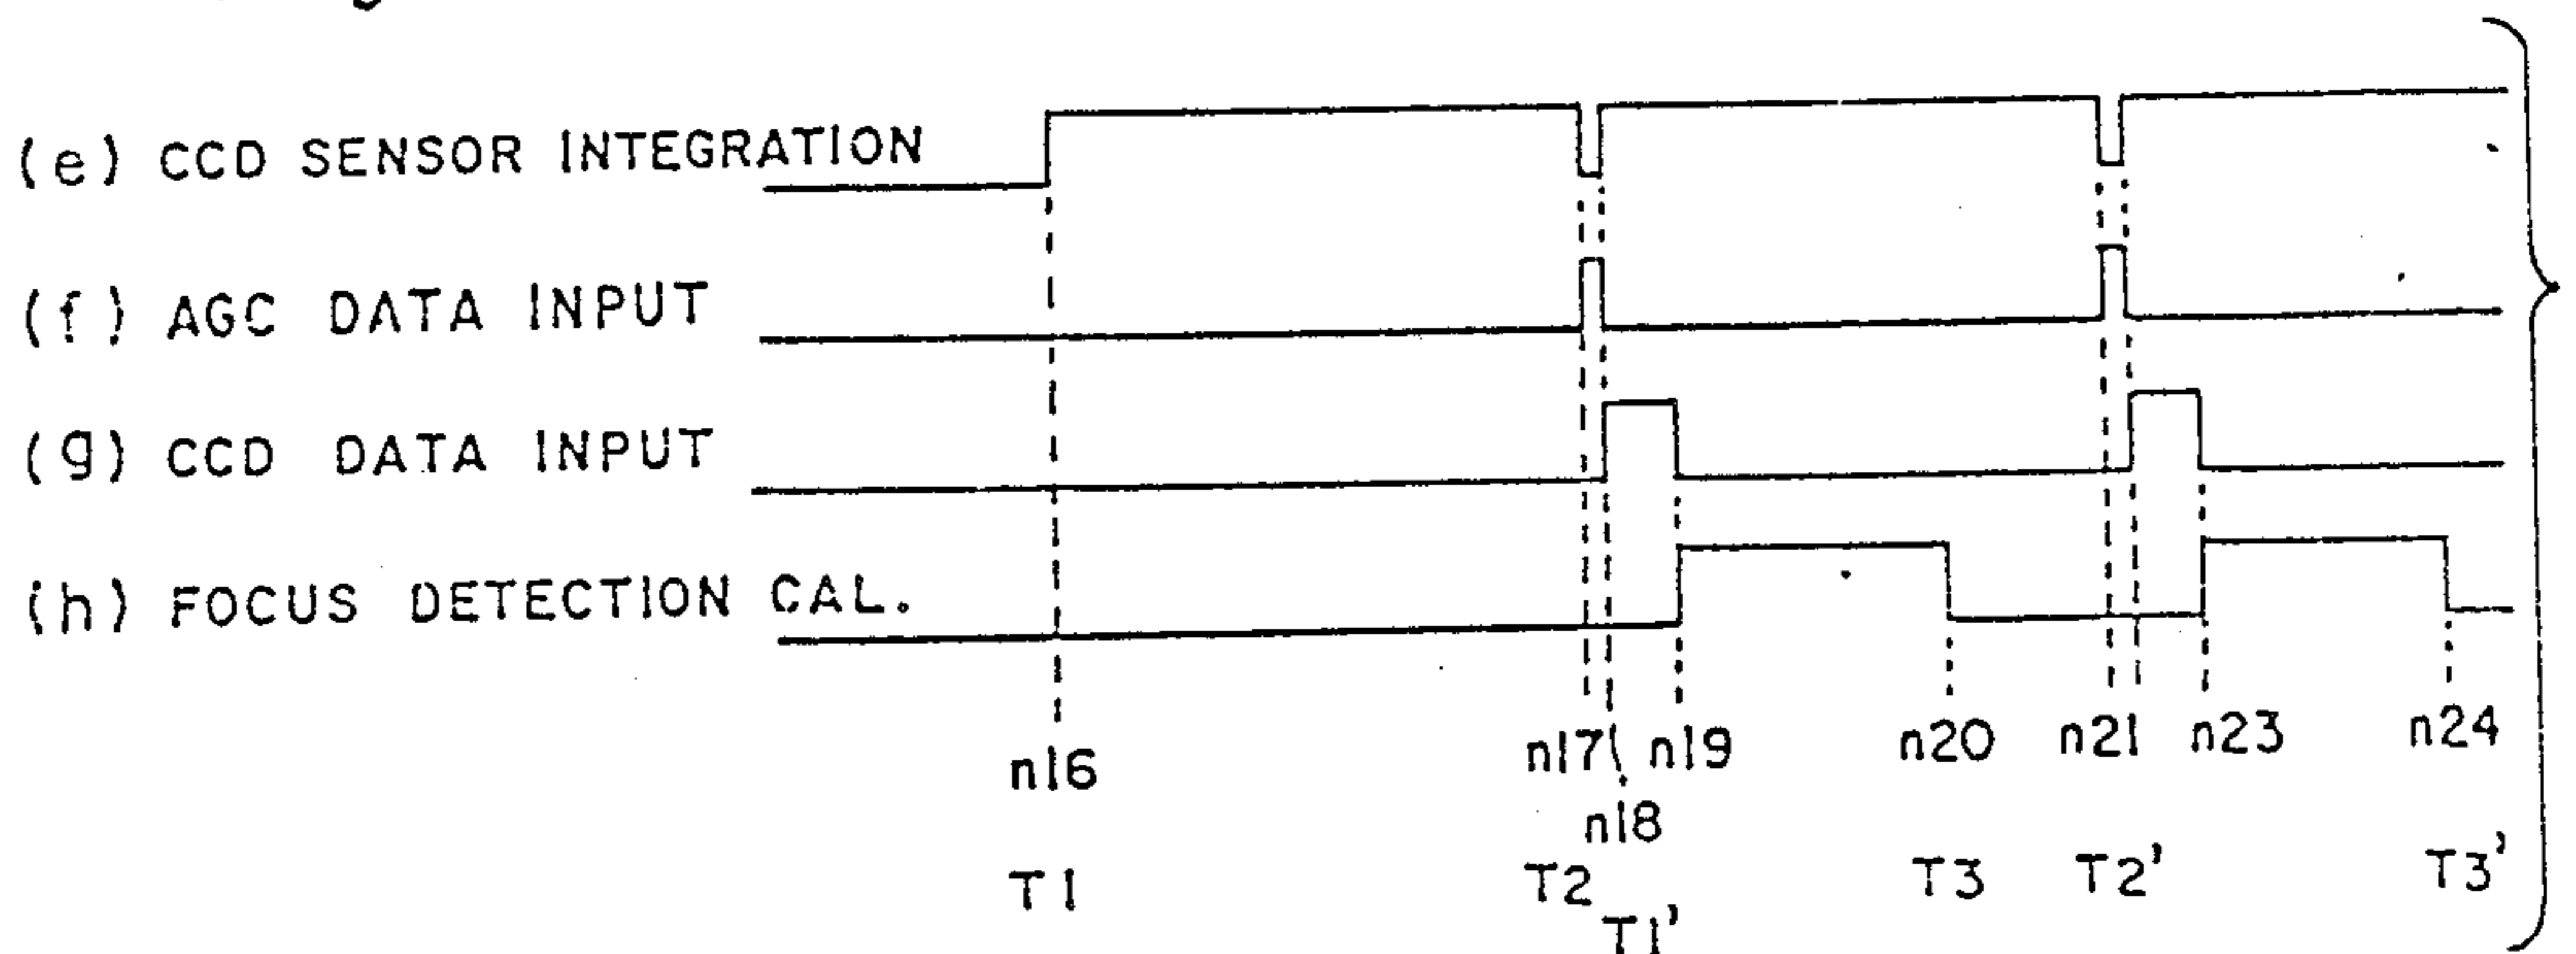 (e) CCD SENSOR INTEGRATION
(f) AGC DATA INPUT
(g) CCD DATA INPUT
(h) FOCUS DETECTION CAL.
n16 n17 n19 n20 n21 n23 n24
n18
T1 T2 T3 T2' T3'
T1'